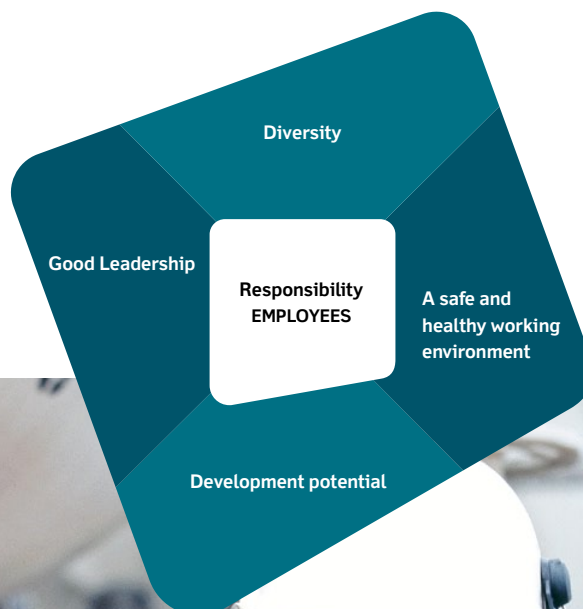 Diversity
Good Leadership
Responsibility
EMPLOYEES
A safe and
healthy working
environment
Development potential